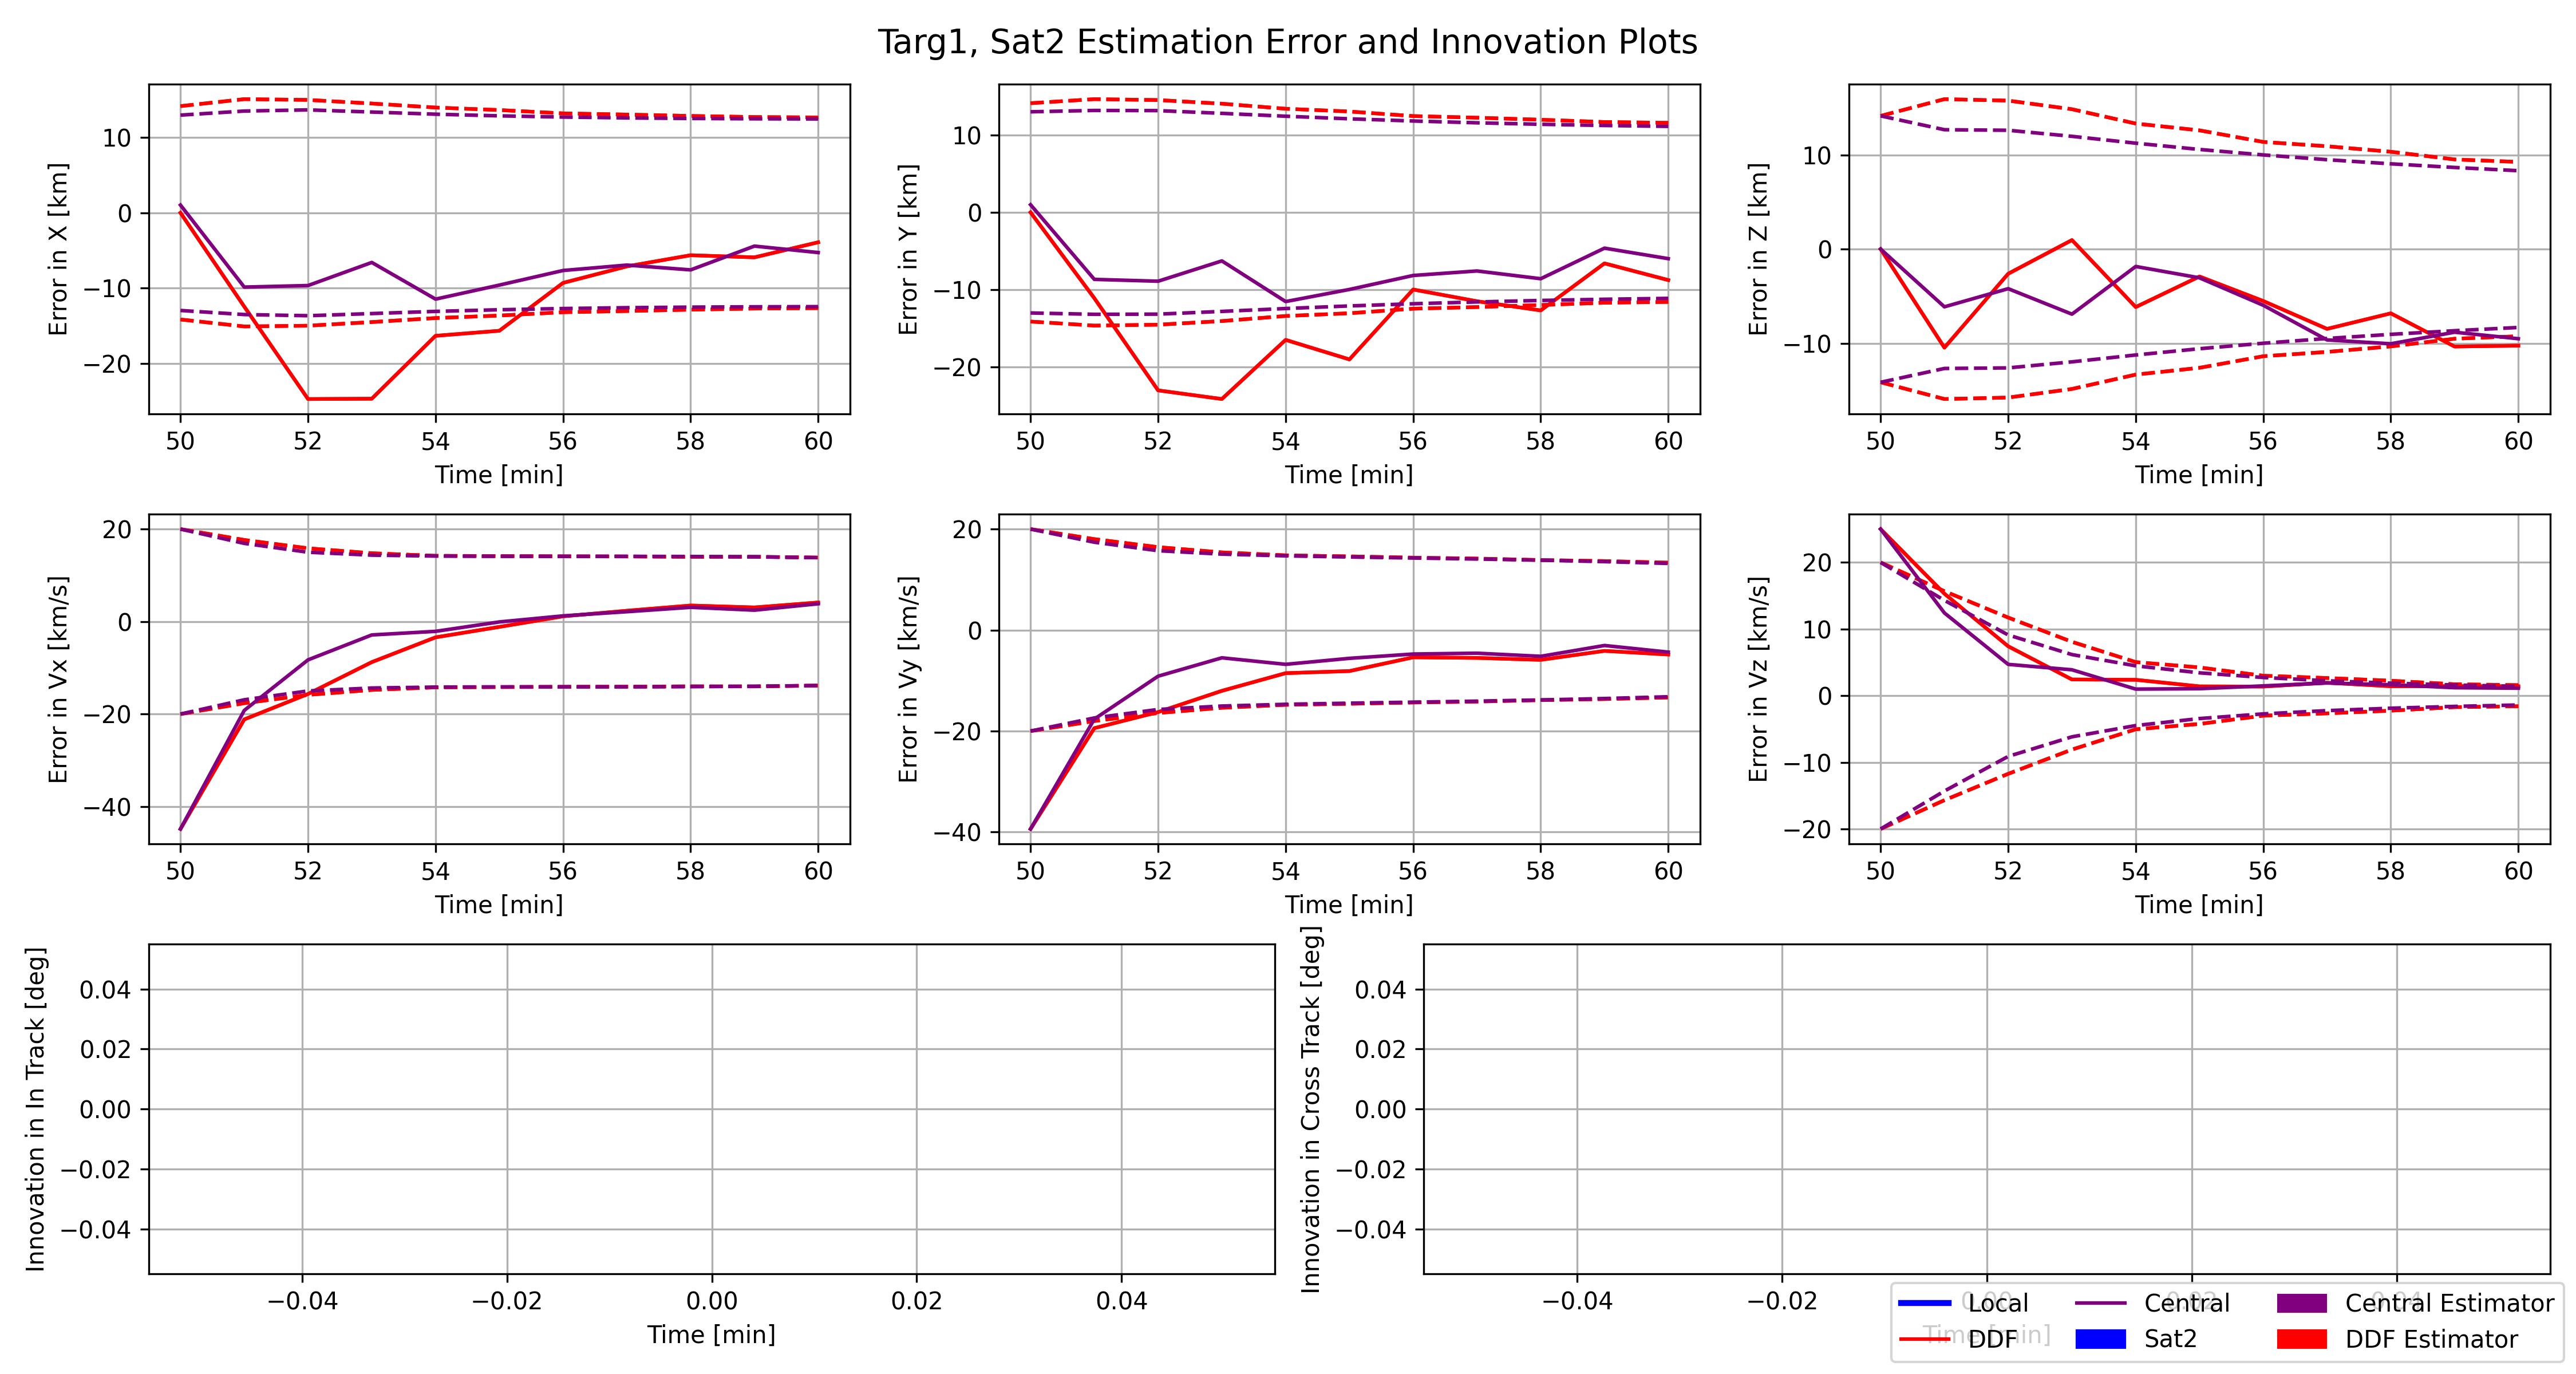 Targ1, Sat2 Estimation Error and Innovation Plots
Error in X [km]
10
0
−10
−20
50 52 54 56 58 60
Time [min]
Error in Y [km]
10
0
−10
−20
50 52 54 56 58 60
Time [min]
Error in Z [km]
10
0
−10
50 52 54 56 58 60
Time [min]
Error in Vx [km/s]
20
0
−20
−40
50 52 54 56 58 60
Time [min]
Error in Vy [km/s]
20
0
−20
−40
50 52 54 56 58 60
Time [min]
Error in Vz [km/s]
20
10
0
−10
−20
50 52 54 56 58 60
Time [min]
Innovation in In Track [deg]
0.04
0.02
0.00
−0.02
−0.04
−0.04 −0.02 0.00 0.02 0.04
Time [min]
Innovation in Cross Track [deg]
0.04
0.02
0.00
−0.02
−0.04
−0.04 −0.02 0.00 0.02 0.04
Time [min]
Local Central Central Estimator
DDF Sat2 DDF Estimator